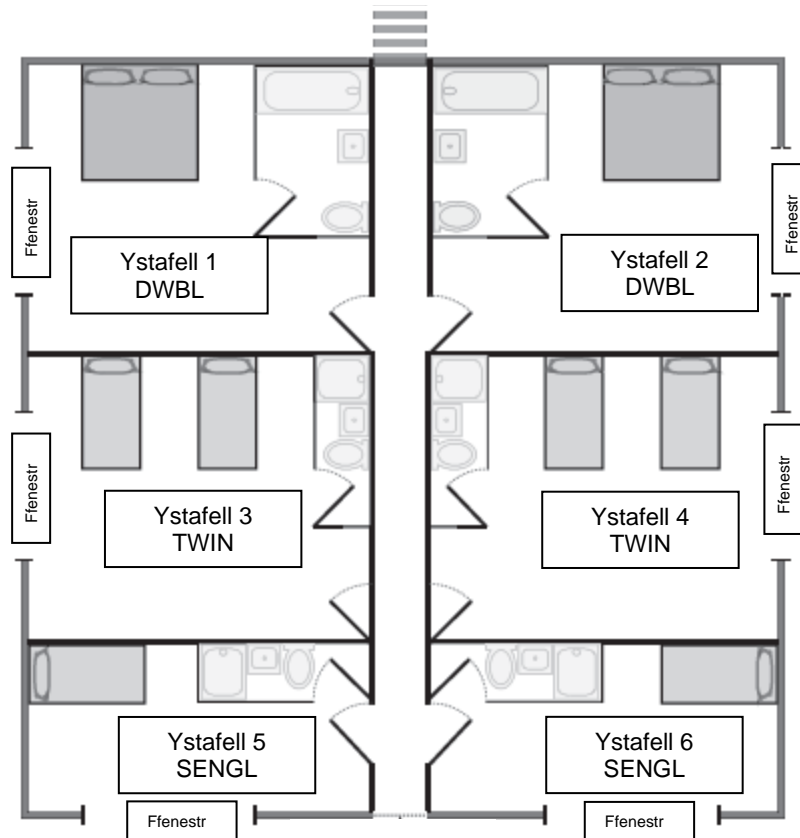 Ffenestr
Ystafell 1
DWBL
Ystafell 2
DWBL
Ffenestr
Ffenestr
Ystafell 3
TWIN
Ystafell 4
TWIN
Ffenestr
Ystafell 5
SENGL
Ystafell 6
SENGL
Ffenestr
Ffenestr